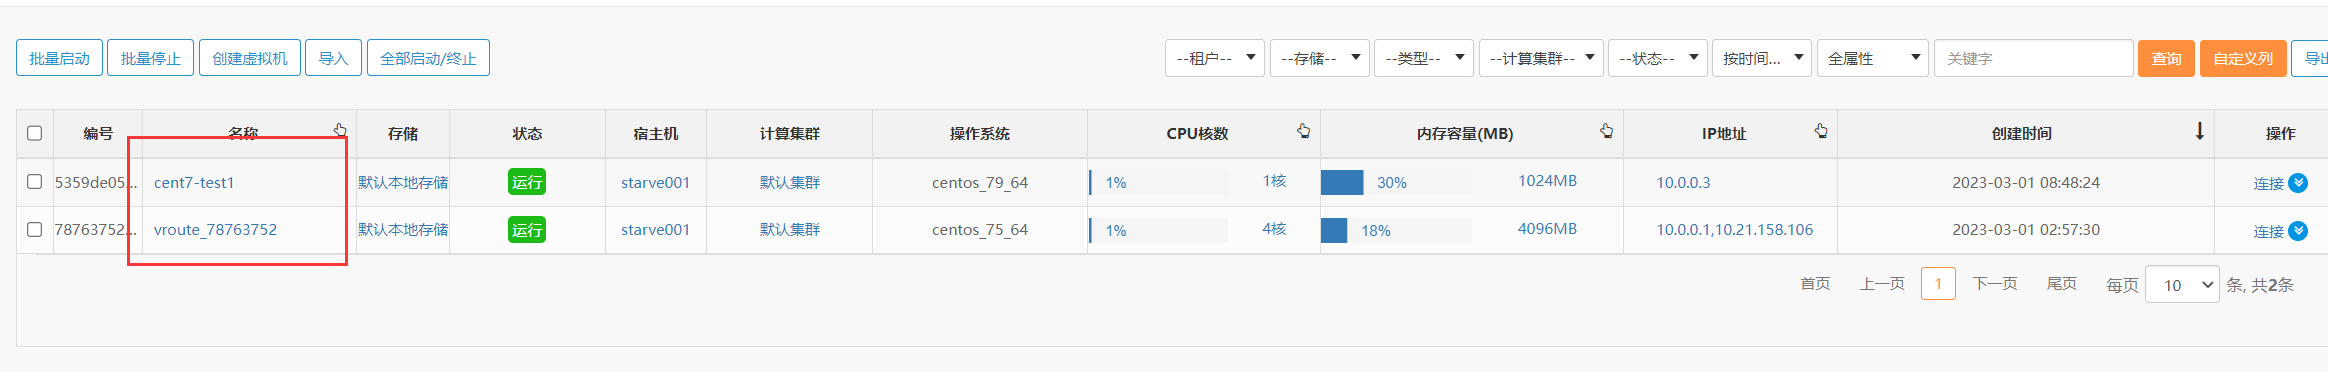 批量启动 批量停止 创建虚拟机 导入 全部启动/终止 --租户-- --存储-- --类型-- --计算集群-- --状态-- 按时间... 全属性 关键字 查询 自定义列
编号 名称 存储 状态 宿主机 计算集群 操作系统 CPU核数 内存容量(MB) IP地址 创建时间 操作
5359de05... cent7-test1 默认本地存储 运行 starve001 默认集群 centos_79_64 1% 1核 30% 1024MB 10.0.0.3 2023-03-01 08:48:24 连接
78763752... vroute_78763752 默认本地存储 运行 starve001 默认集群 centos_75_64 1% 4核 18% 4096MB 10.0.0.1,10.21.158.106 2023-03-01 02:57:30 连接
首页 上一页 1 下一页 尾页 每页 10 条, 共2条